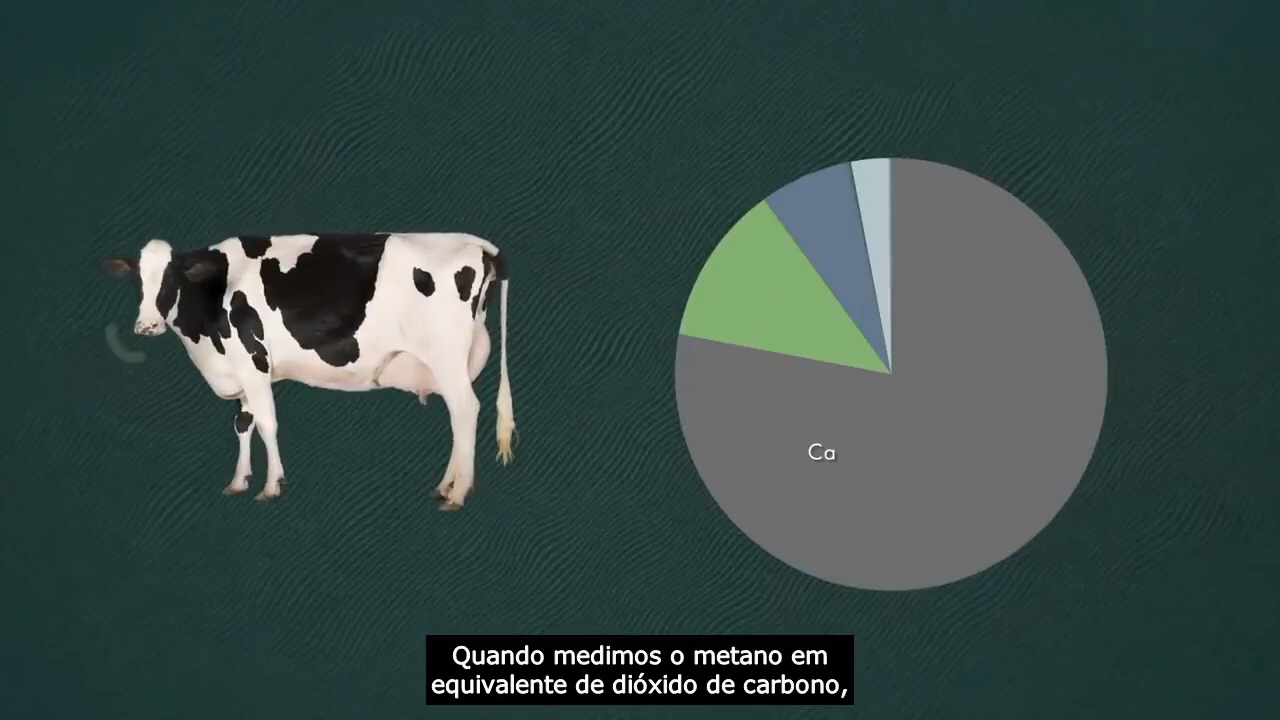 Ca
Quando medimos o metano em
equivalente de dióxido de carbono,